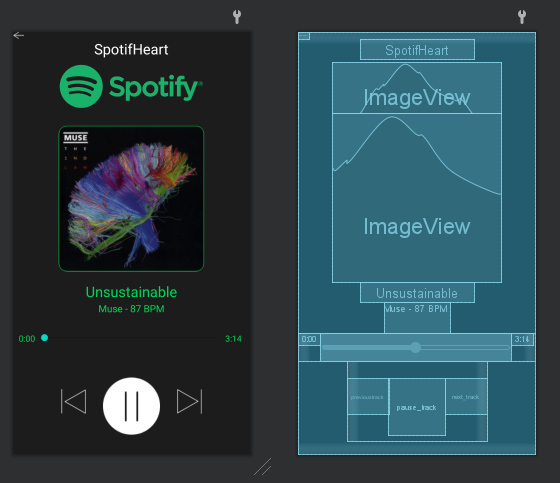 SpotifHeart
Spotify®
MUSE
THE
2ND
LAW
Unsustainable
Muse - 87 BPM
0:00
3:14
SpotifHeart
ImageView
ImageView
Unsustainable
Muse - 87 BPM
0:00
3:14
pause_track
next_track